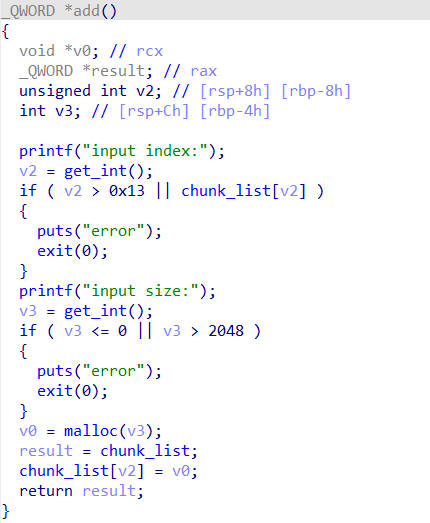 _QWORD *add()
{
  void *v0; // rcx
  _QWORD *result; // rax
  unsigned int v2; // [rsp+8h] [rbp-8h]
  int v3; // [rsp+Ch] [rbp-4h]

  printf("input index:");
  v2 = get_int();
  if ( v2 > 0x13 || chunk_list[v2] )
  {
    puts("error");
    exit(0);
  }
  printf("input size:");
  v3 = get_int();
  if ( v3 <= 0 || v3 > 2048 )
  {
    puts("error");
    exit(0);
  }
  v0 = malloc(v3);
  result = chunk_list;
  chunk_list[v2] = v0;
  return result;
}